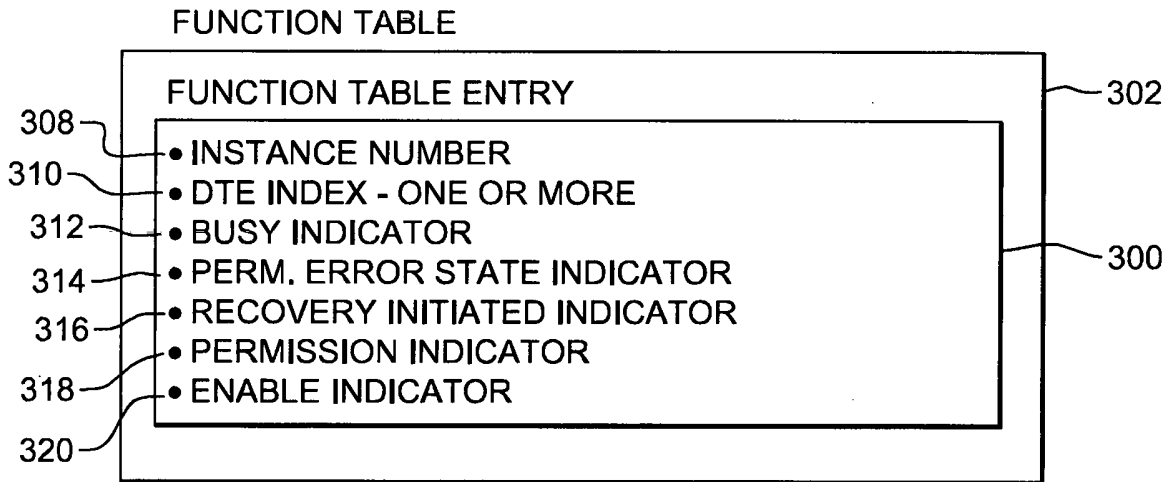 FUNCTION TABLE
FUNCTION TABLE ENTRY
302
308
• INSTANCE NUMBER
310
• DTE INDEX - ONE OR MORE
312
• BUSY INDICATOR
300
314
• PERM. ERROR STATE INDICATOR
316
• RECOVERY INITIATED INDICATOR
318
• PERMISSION INDICATOR
320
• ENABLE INDICATOR